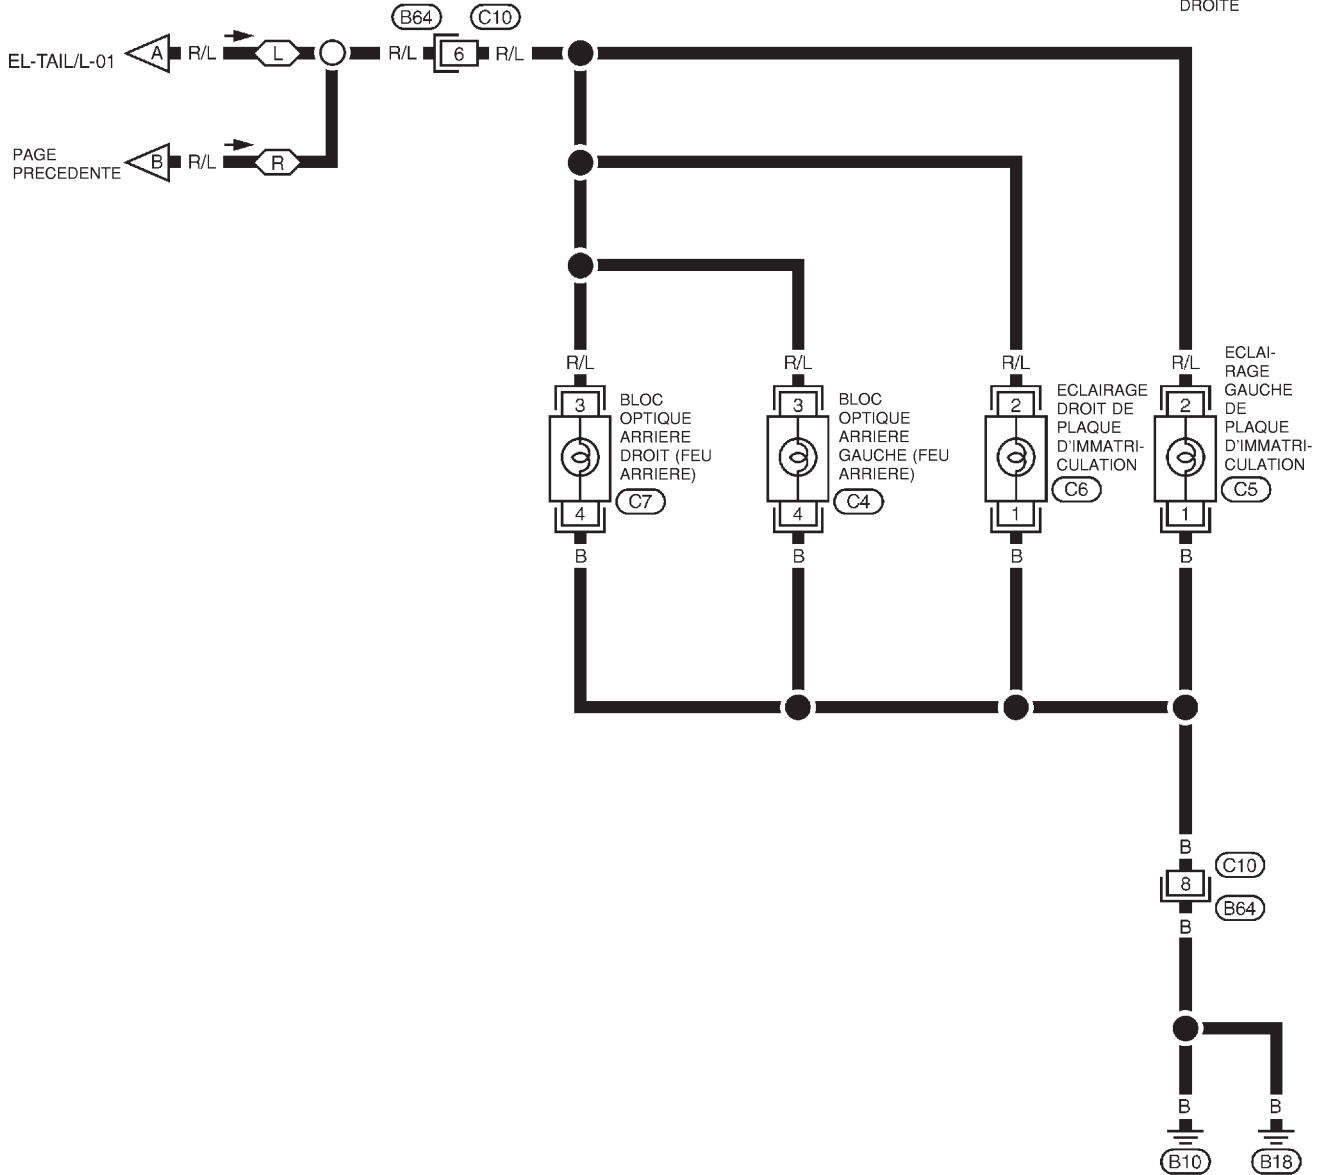 DROITE
B64
C10
EL-TAIL/L-01
A
R/L
L
R/L
6
R/L
PAGE
PRECEDENTE
B
R/L
R
R/L
R/L
R/L
R/L
3
BLOC
OPTIQUE
ARRIERE
DROIT (FEU
ARRIERE)
C7
4
B
3
BLOC
OPTIQUE
ARRIERE
GAUCHE (FEU
ARRIERE)
C4
4
B
2
ECLAIRAGE
DROIT DE
PLAQUE
D'IMMATRI-
CULATION
C6
1
B
2
ECLAI-
RAGE
GAUCHE
DE
PLAQUE
D'IMMATRI-
CULATION
C5
1
B
B
C10
8
B64
B
B
B
B10
B18